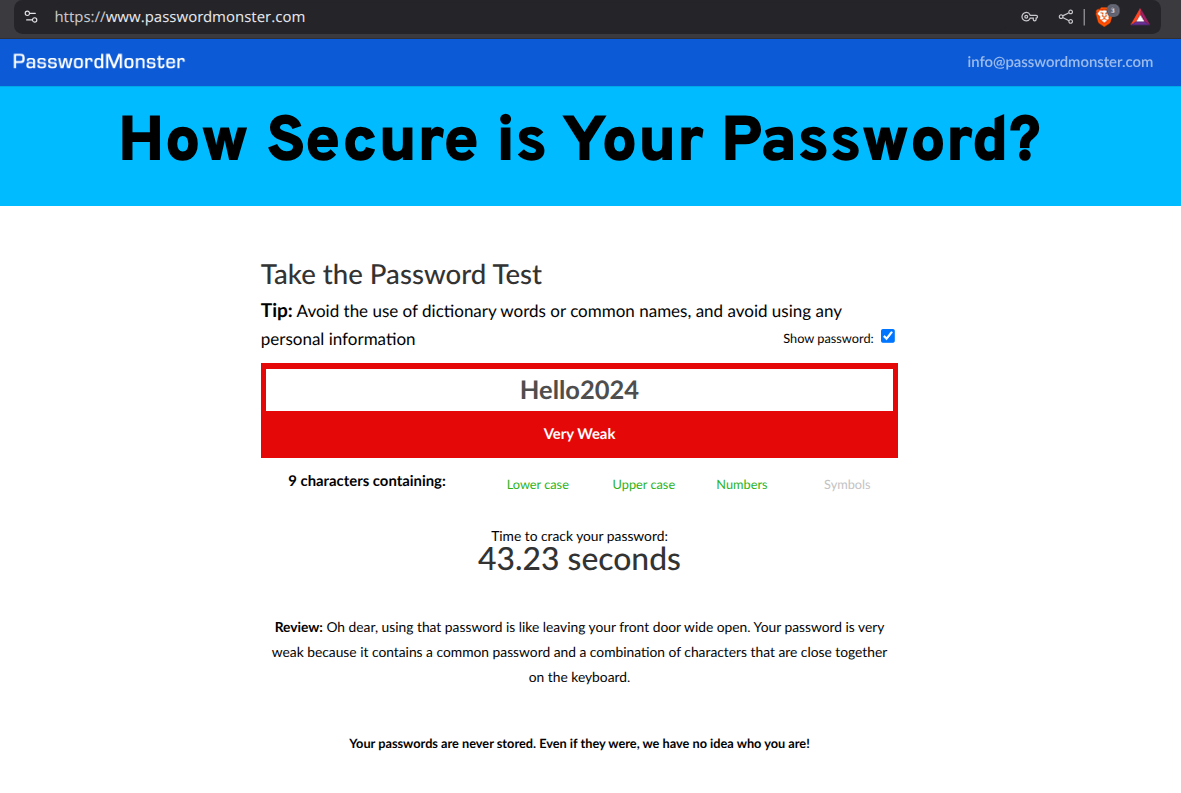 https://www.passwordmonster.com
3
PasswordMonster
info@passwordmonster.com
How Secure is Your Password?
Take the Password Test
Tip: Avoid the use of dictionary words or common names, and avoid using any
personal information
Show password:
Hello2024
Very Weak
9 characters containing:
Lower case
Upper case
Numbers
Symbols
Time to crack your password:
43.23 seconds
Review: Oh dear, using that password is like leaving your front door wide open. Your password is very
weak because it contains a common password and a combination of characters that are close together
on the keyboard.
Your passwords are never stored. Even if they were, we have no idea who you are!